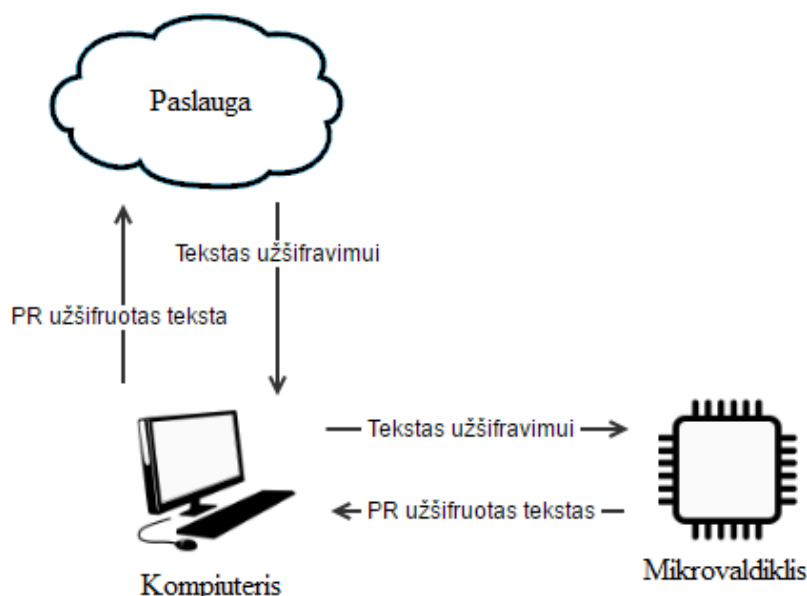 Paslauga
Tekstas užšifravimui
PR užšifruotas teksta
Tekstas užšifravimui
PR užšifruotas tekstas
Mikrovaldiklis
Kompiuteris